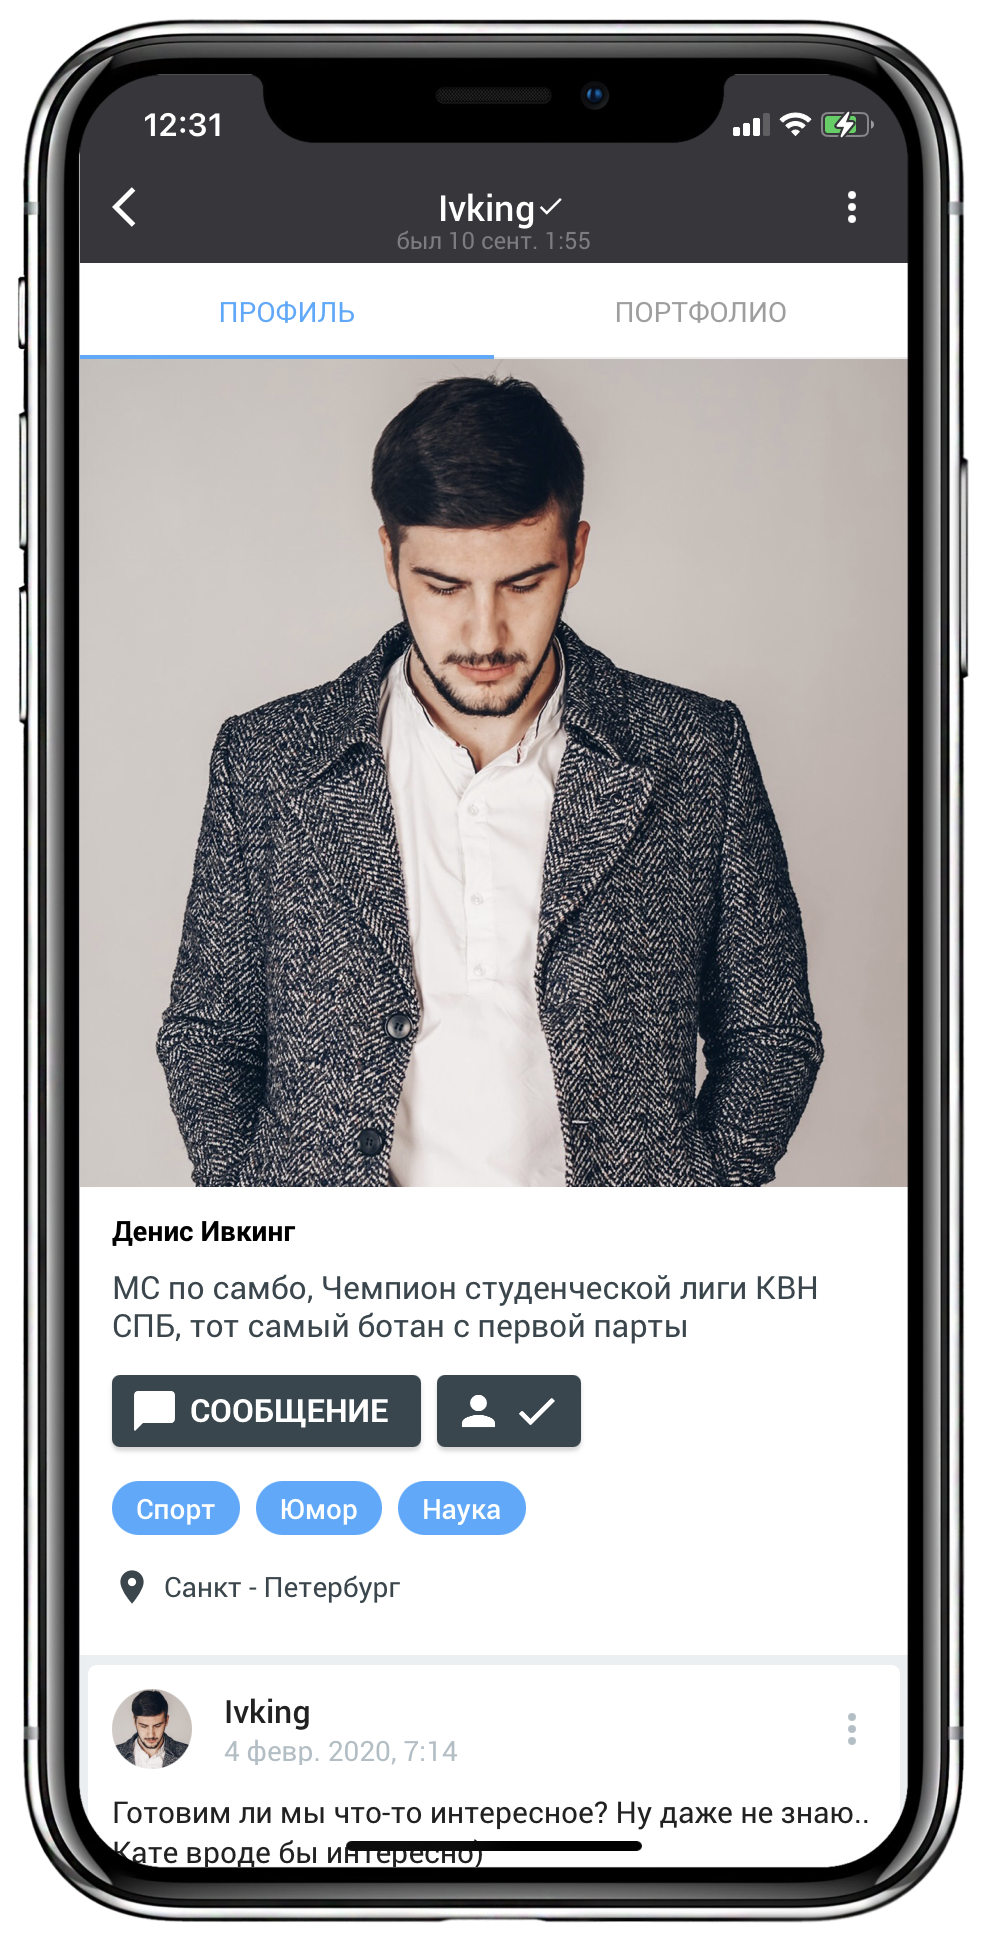 12:31
Ivking
был 10 сент. 1:55
ПРОФИЛЬ
ПОРТФОЛИО
Денис Ивкинг
МС по самбо, Чемпион студенческой лиги КВН
СПБ, тот самый ботан с первой парты
СООБЩЕНИЕ
Спорт
Юмор
Наука
Санкт - Петербург
Ivking
4 февр. 2020, 7:14
Готовим ли мы что-то интересное? Ну даже не знаю..
Кате вроде бы интересно)